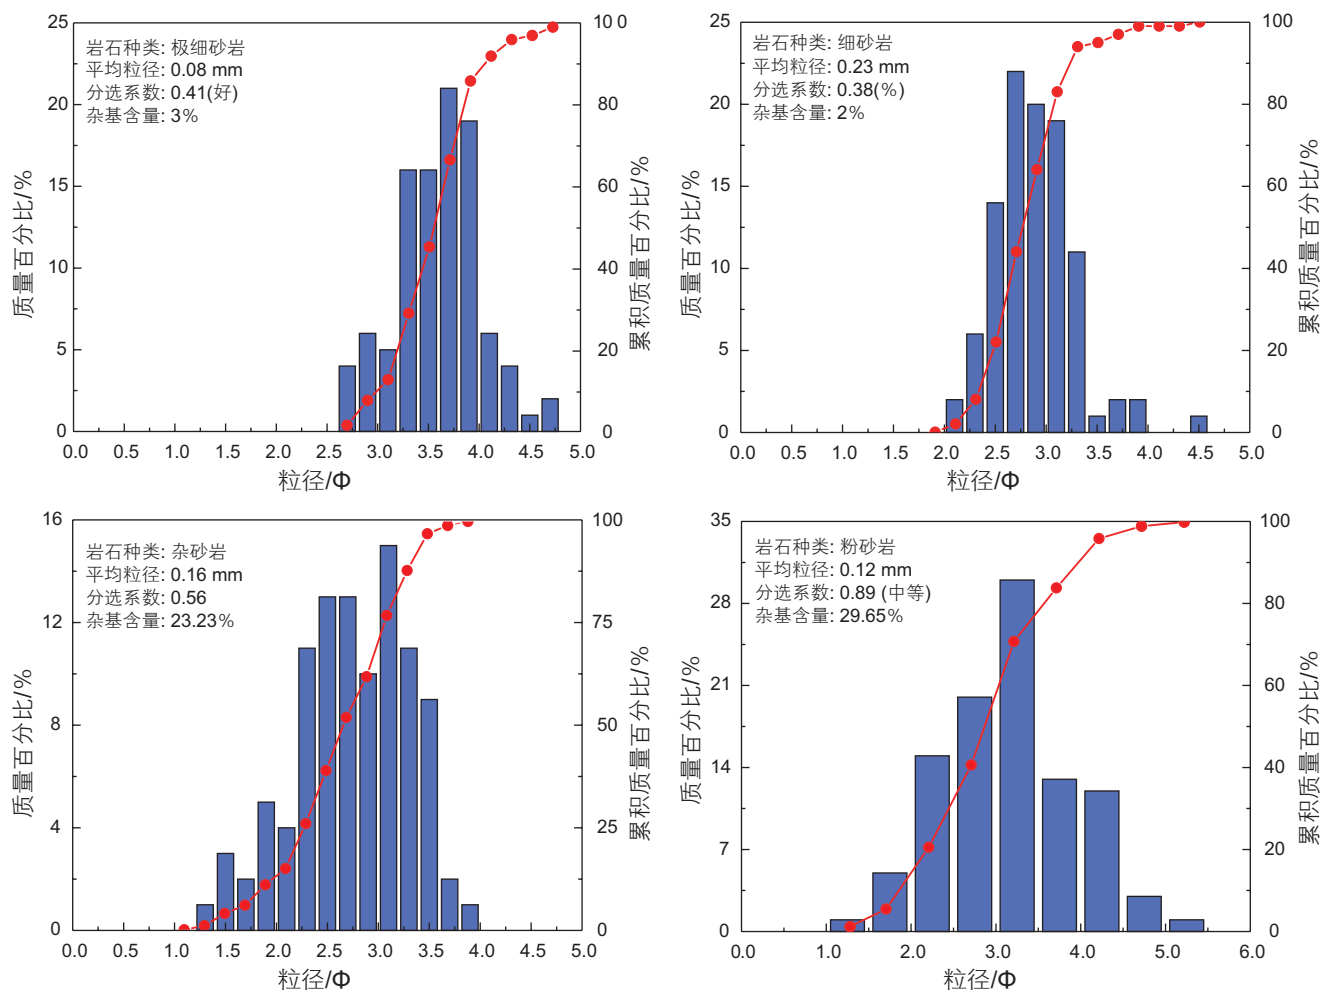 25
20
15
10
5
0
质量百分比/%
岩石种类: 极细砂岩
平均粒径: 0.08 mm
分选系数: 0.41(好)
杂基含量: 3%
10 0
80
60
40
20
0
累积质量百分比/%
0.0 0.5 1.0 1.5 2.0 2.5 3.0 3.5 4.0 4.5 5.0
粒径/Φ
25
20
15
10
5
0
质量百分比/%
岩石种类: 细砂岩
平均粒径: 0.23 mm
分选系数: 0.38(%)
杂基含量: 2%
100
80
60
40
20
0
累积质量百分比/%
0.0 0.5 1.0 1.5 2.0 2.5 3.0 3.5 4.0 4.5 5.0
粒径/Φ
16
12
8
4
0
质量百分比/%
岩石种类: 杂砂岩
平均粒径: 0.16 mm
分选系数: 0.56
杂基含量: 23.23%
100
75
50
25
0
累积质量百分比/%
0.0 0.5 1.0 1.5 2.0 2.5 3.0 3.5 4.0 4.5 5.0
粒径/Φ
35
28
21
14
7
0
质量百分比/%
岩石种类: 粉砂岩
平均粒径: 0.12 mm
分选系数: 0.89 (中等)
杂基含量: 29.65%
100
80
60
40
20
0
累积质量百分比/%
0.0 1.0 2.0 3.0 4.0 5.0 6.0
粒径/Φ